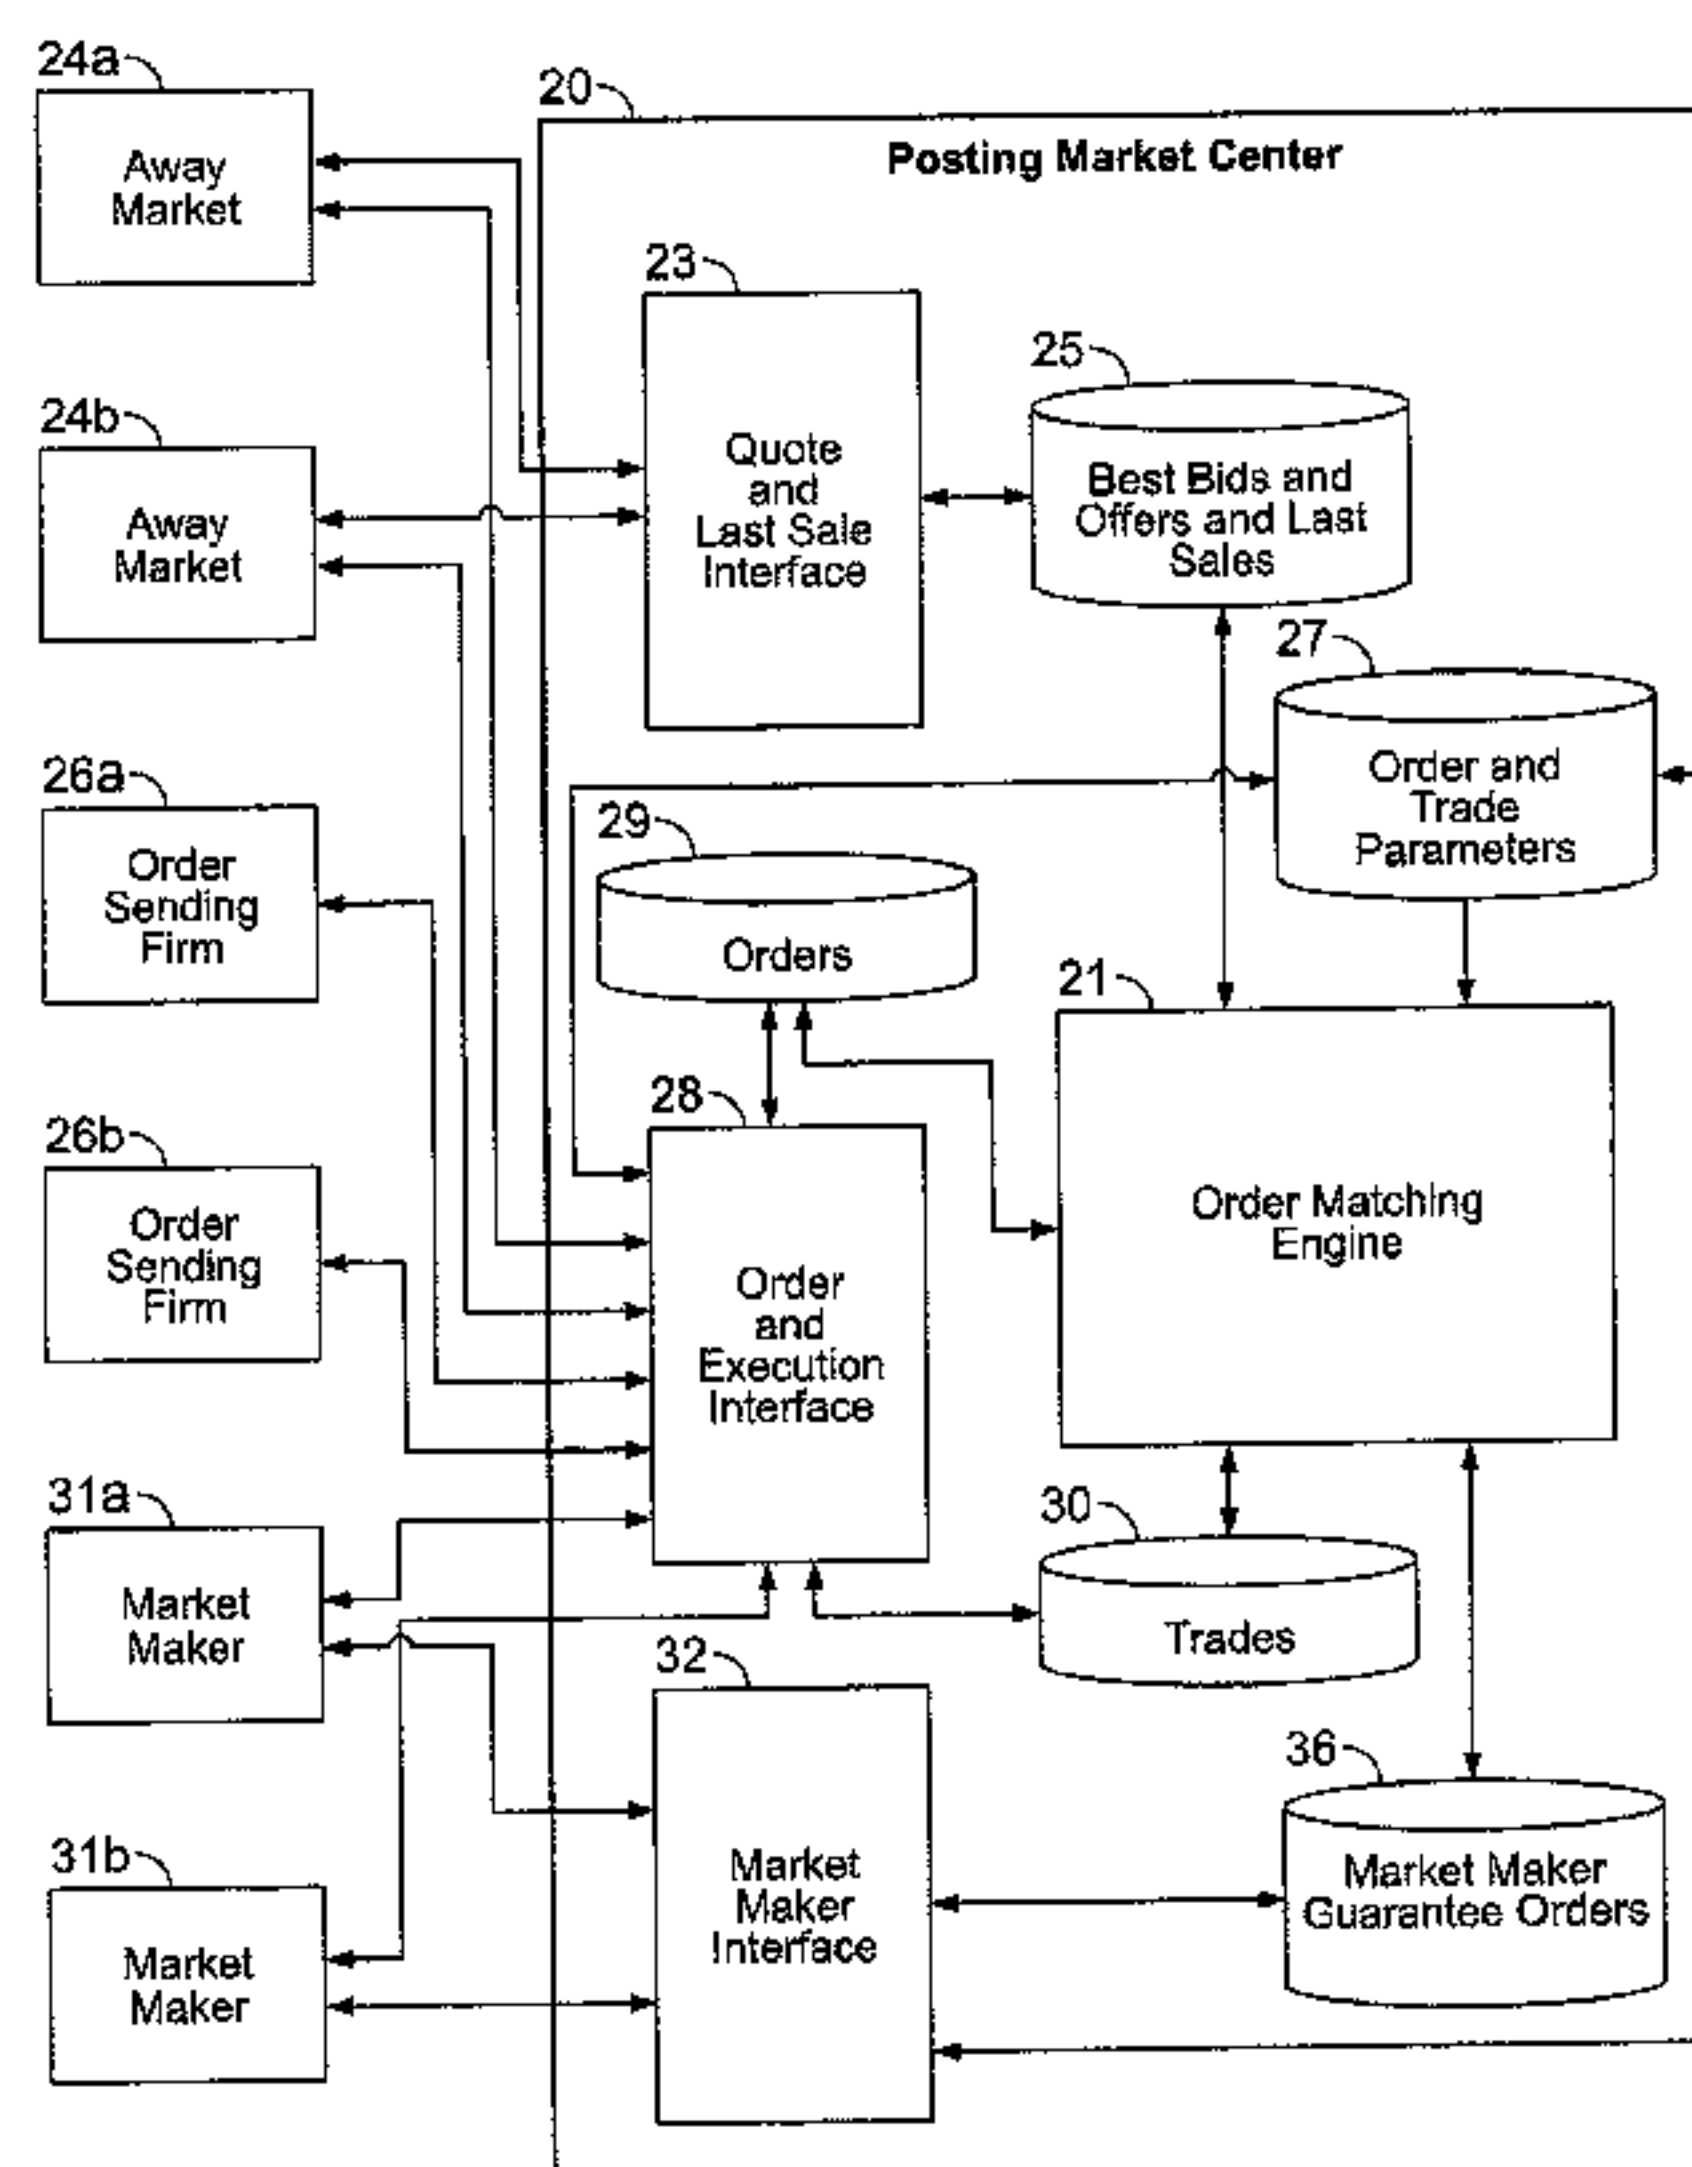 24a
Away
Market
20
Posting Market Center
23
Quote
and
Last Sale
Interface
25
Best Bids and
Offers and Last
Sales
24b
Away
Market
27
Order and
Trade
Parameters
26a
Order
Sending
Firm
29
Orders
21
Order Matching
Engine
26b
Order
Sending
Firm
28
Order
and
Execution
Interface
31a
Market
Maker
30
Trades
32
Market
Maker
Interface
36
Market Maker
Guarantee Orders
31b
Market
Maker